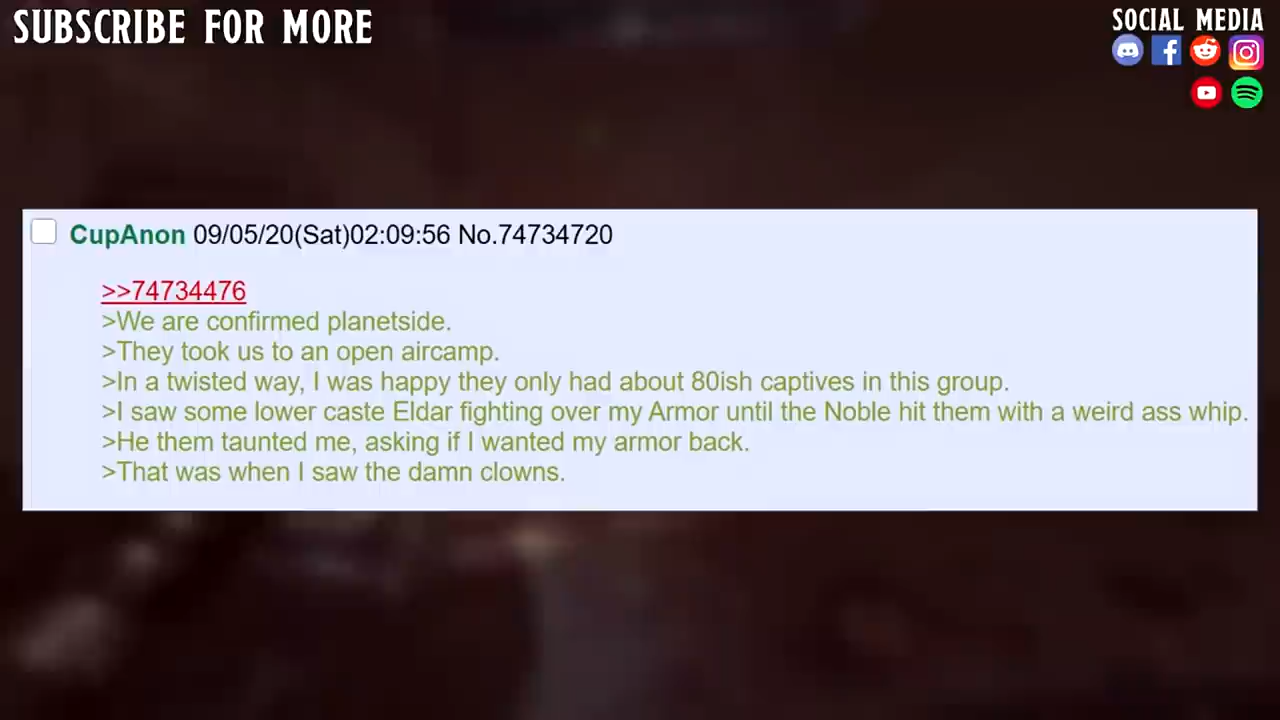 SUBSCRIBE FOR MORE
SOCIAL MEDIA
CupAnon 09/05/20(Sat)02:09:56 No.74734720
>>74734476
>We are confirmed planetside.
>They took us to an open aircamp.
>In a twisted way, I was happy they only had about 80ish captives in this group.
>I saw some lower caste Eldar fighting over my Armor until the Noble hit them with a weird ass whip.
>He them taunted me, asking if I wanted my armor back.
>That was when I saw the damn clowns.